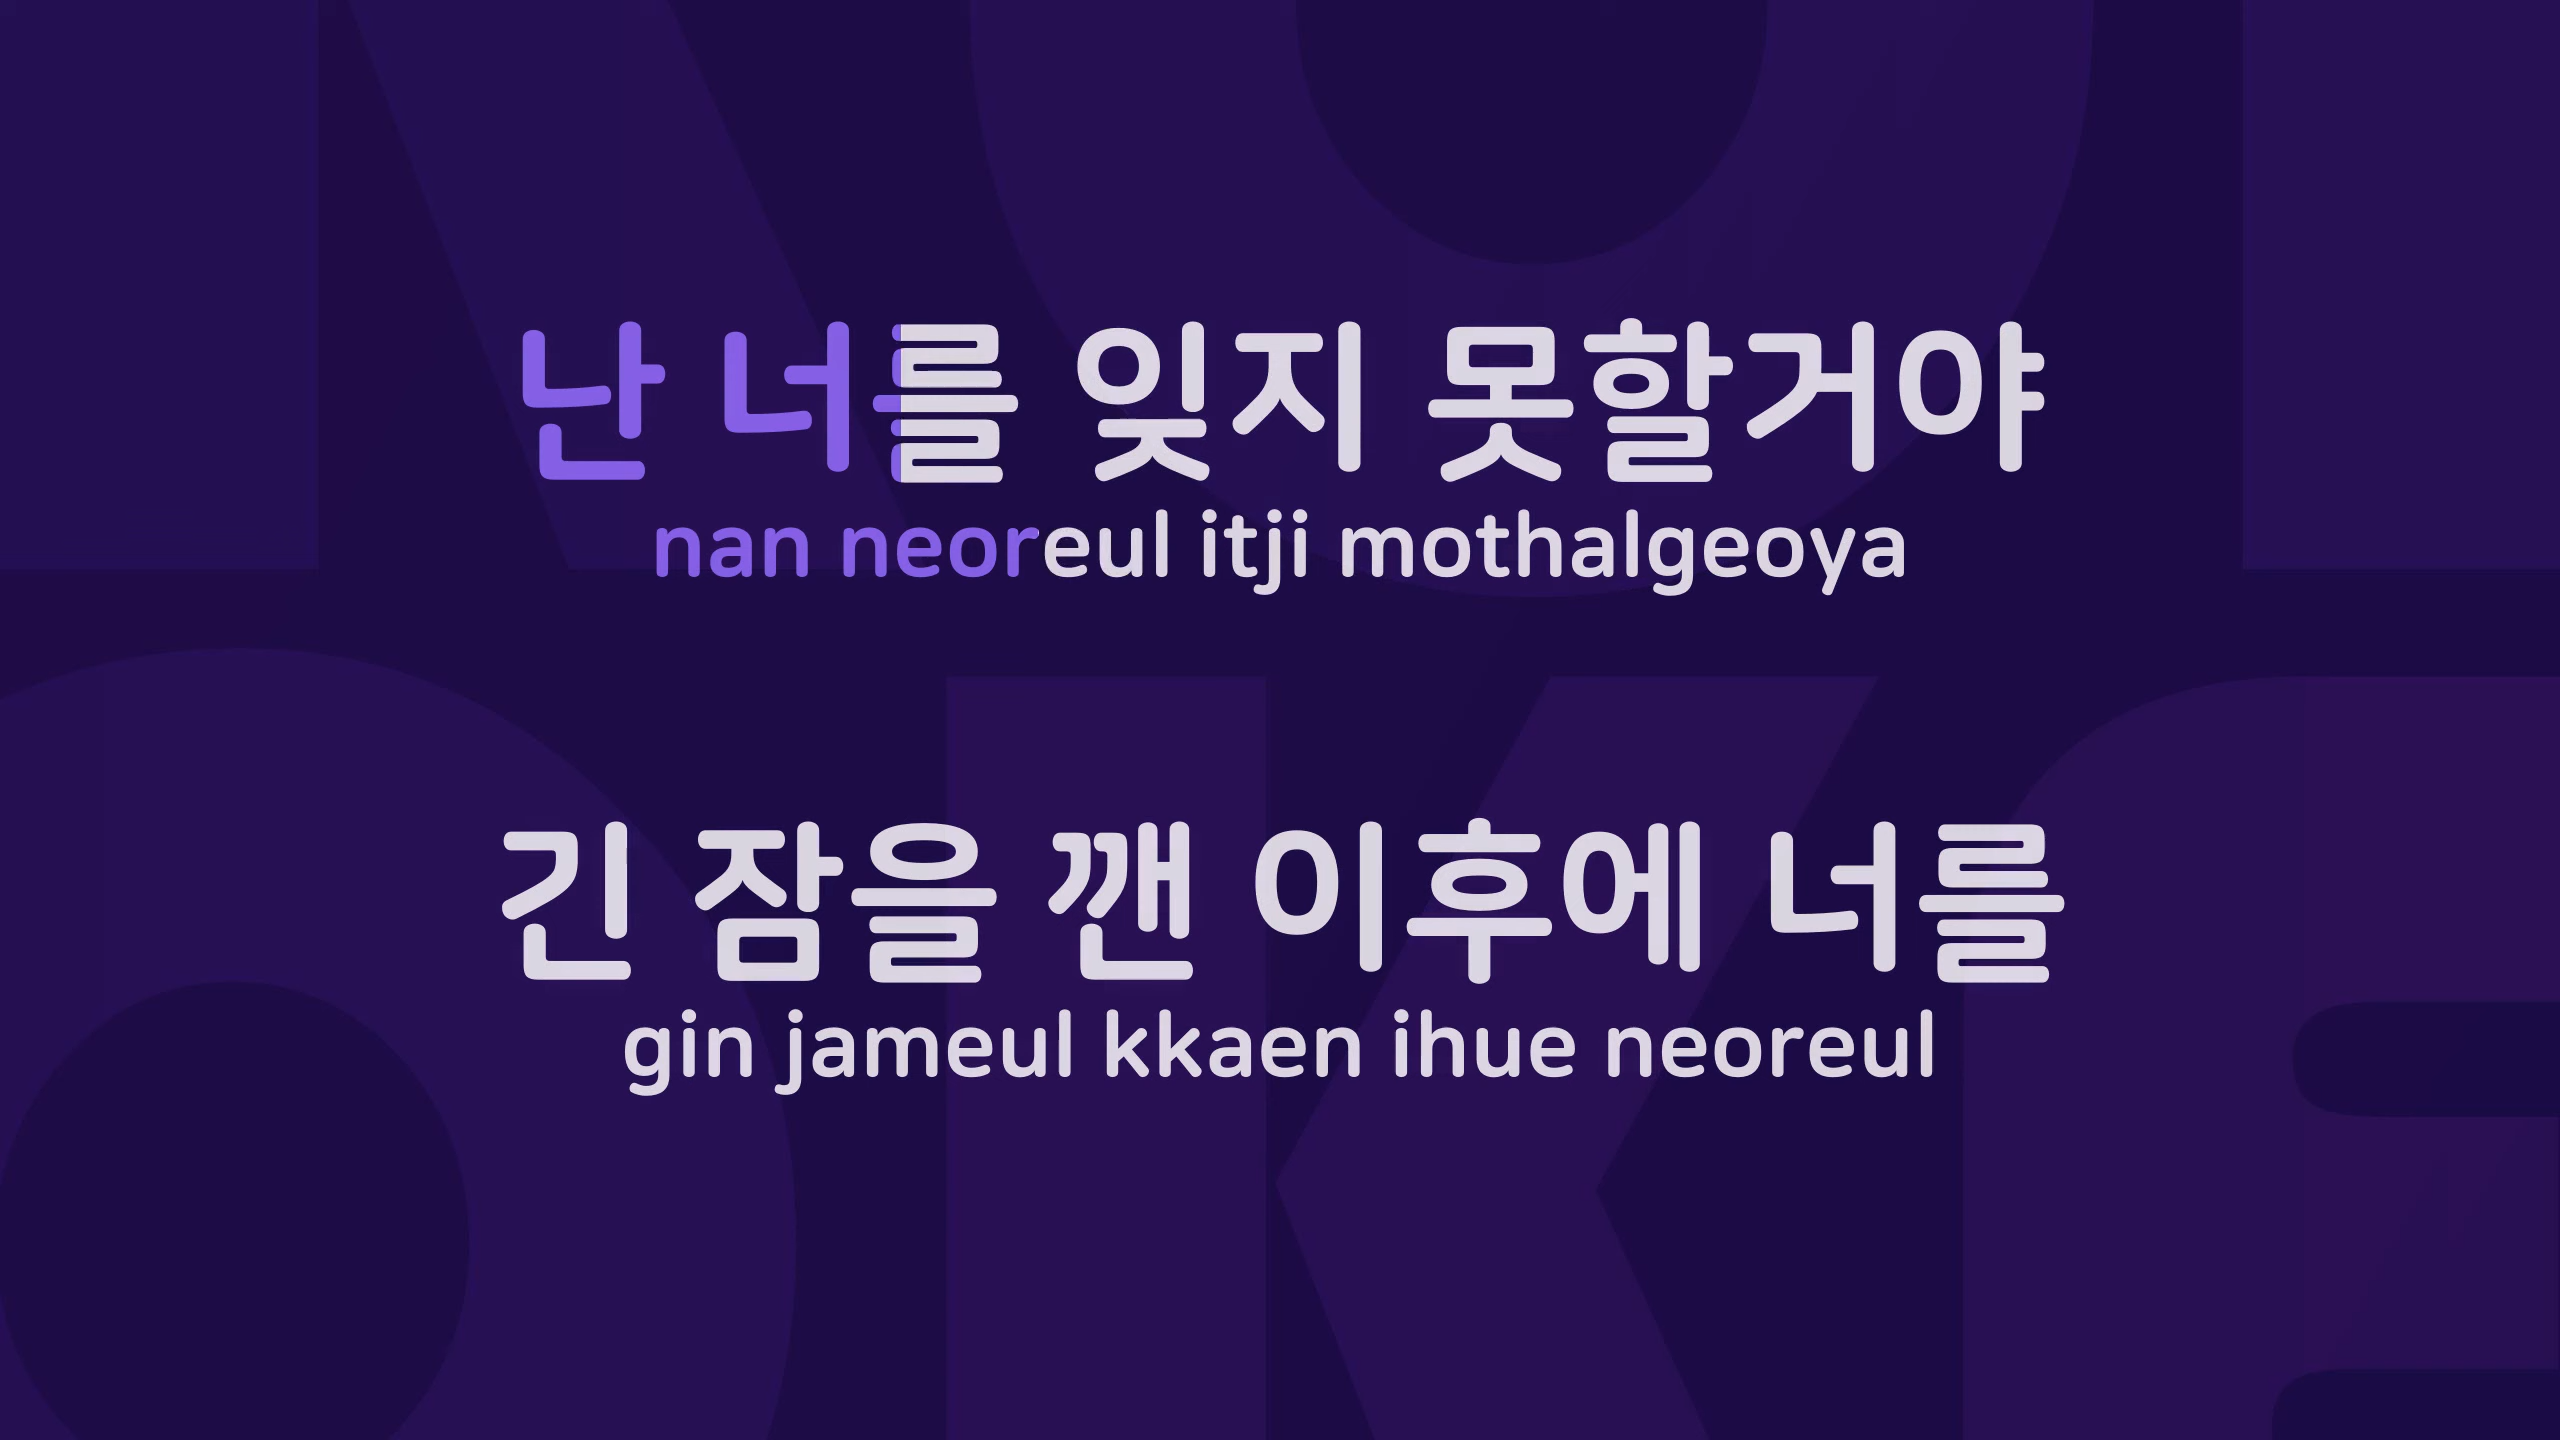 난 너를 잊지 못할거야
nan neoreul itji mothalgeoya
긴 잠을 깬 이후에 너를
gin jameul kkaen ihue neoreul